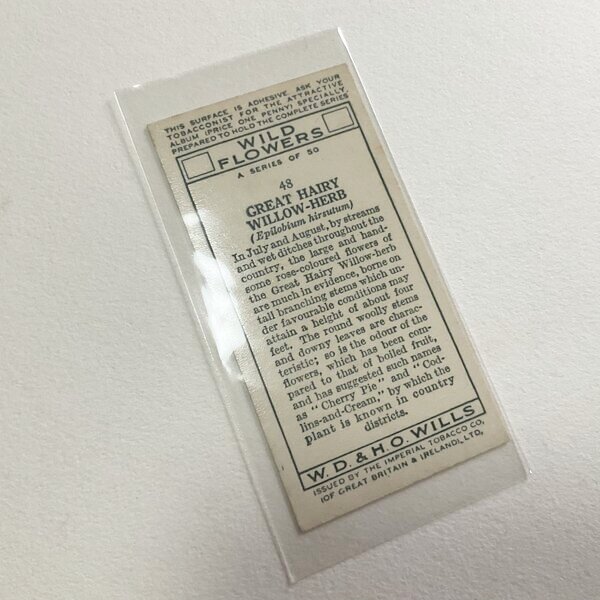 THIS SURFACE IS ADHESIVE. ASK YOUR
TOBACCONIST FOR THE ATTRACTIVE
ALBUM (PRICE ONE PENNY) SPECIALLY
PREPARED TO HOLD THE COMPLETE SERIES
WILD
FLOWERS
A SERIES OF 50
48
GREAT HAIRY
WILLOW-HERB
(Epilobium hirsutum)
In July and August, by streams
and wet ditches throughout the
country, the large and hand-
some rose-coloured flowers of
the Great Hairy Willow-herb
are much in evidence, borne on
tall branching stems which un-
der favourable conditions may
attain a height of about four
feet. The round woolly stems
and downy leaves are charac-
teristic; so is the odour of the
flowers, which has been com-
pared to that of boiled fruit,
and has suggested such names
as "Cherry Pie" and "Cod-
lins-and-Cream," by which the
plant is known in country
districts.
W.D. & H.O. WILLS
ISSUED BY THE IMPERIAL TOBACCO CO.
(OF GREAT BRITAIN & IRELAND), LTD.